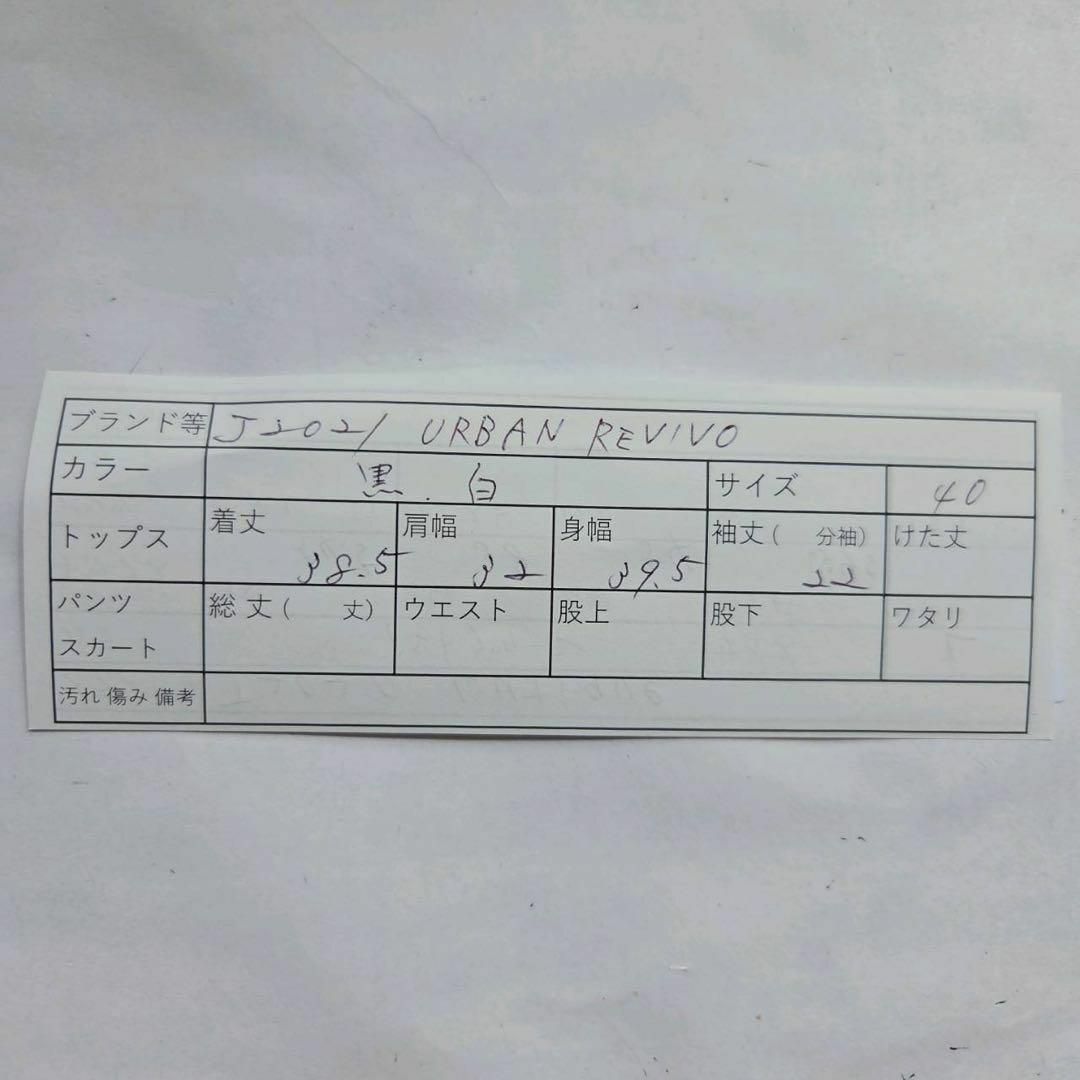 ブランド等 J2021 URBAN REVIVO
カラー 黒.白 サイズ 40
トップス 着丈 38.5 肩幅 32 身幅 39.5 袖丈( 分袖) 22 けた丈
パンツ スカート 総丈( 丈) ウエスト 股上 股下 ワタリ
汚れ 傷み 備考